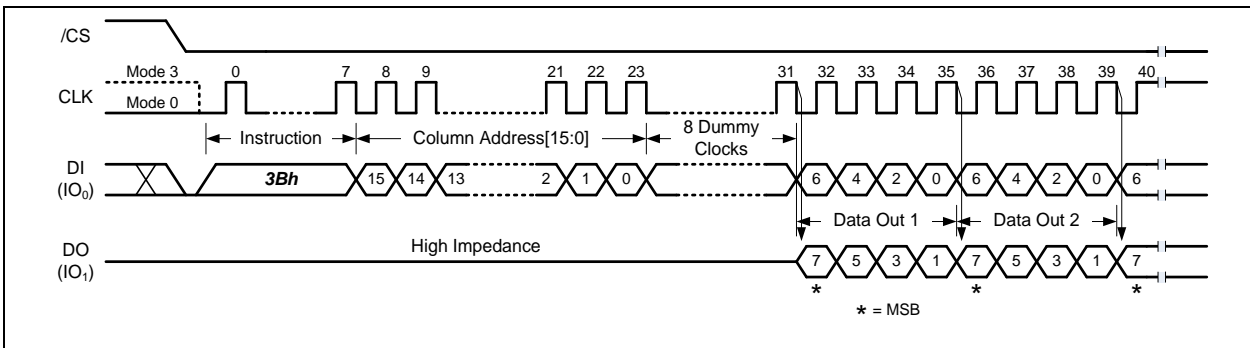 /CS
Mode 3 0 7 8 9 21 22 23 31 32 33 34 35 36 37 38 39 40
CLK
Mode 0
Instruction Column Address[15:0] 8 Dummy Clocks
DI
(IO0) 3Bh 15 14 13 2 1 0 6 4 2 0 6 4 2 0 6
Data Out 1 Data Out 2
DO
(IO1) High Impedance 7 5 3 1 7 5 3 1 7
* * *
* = MSB